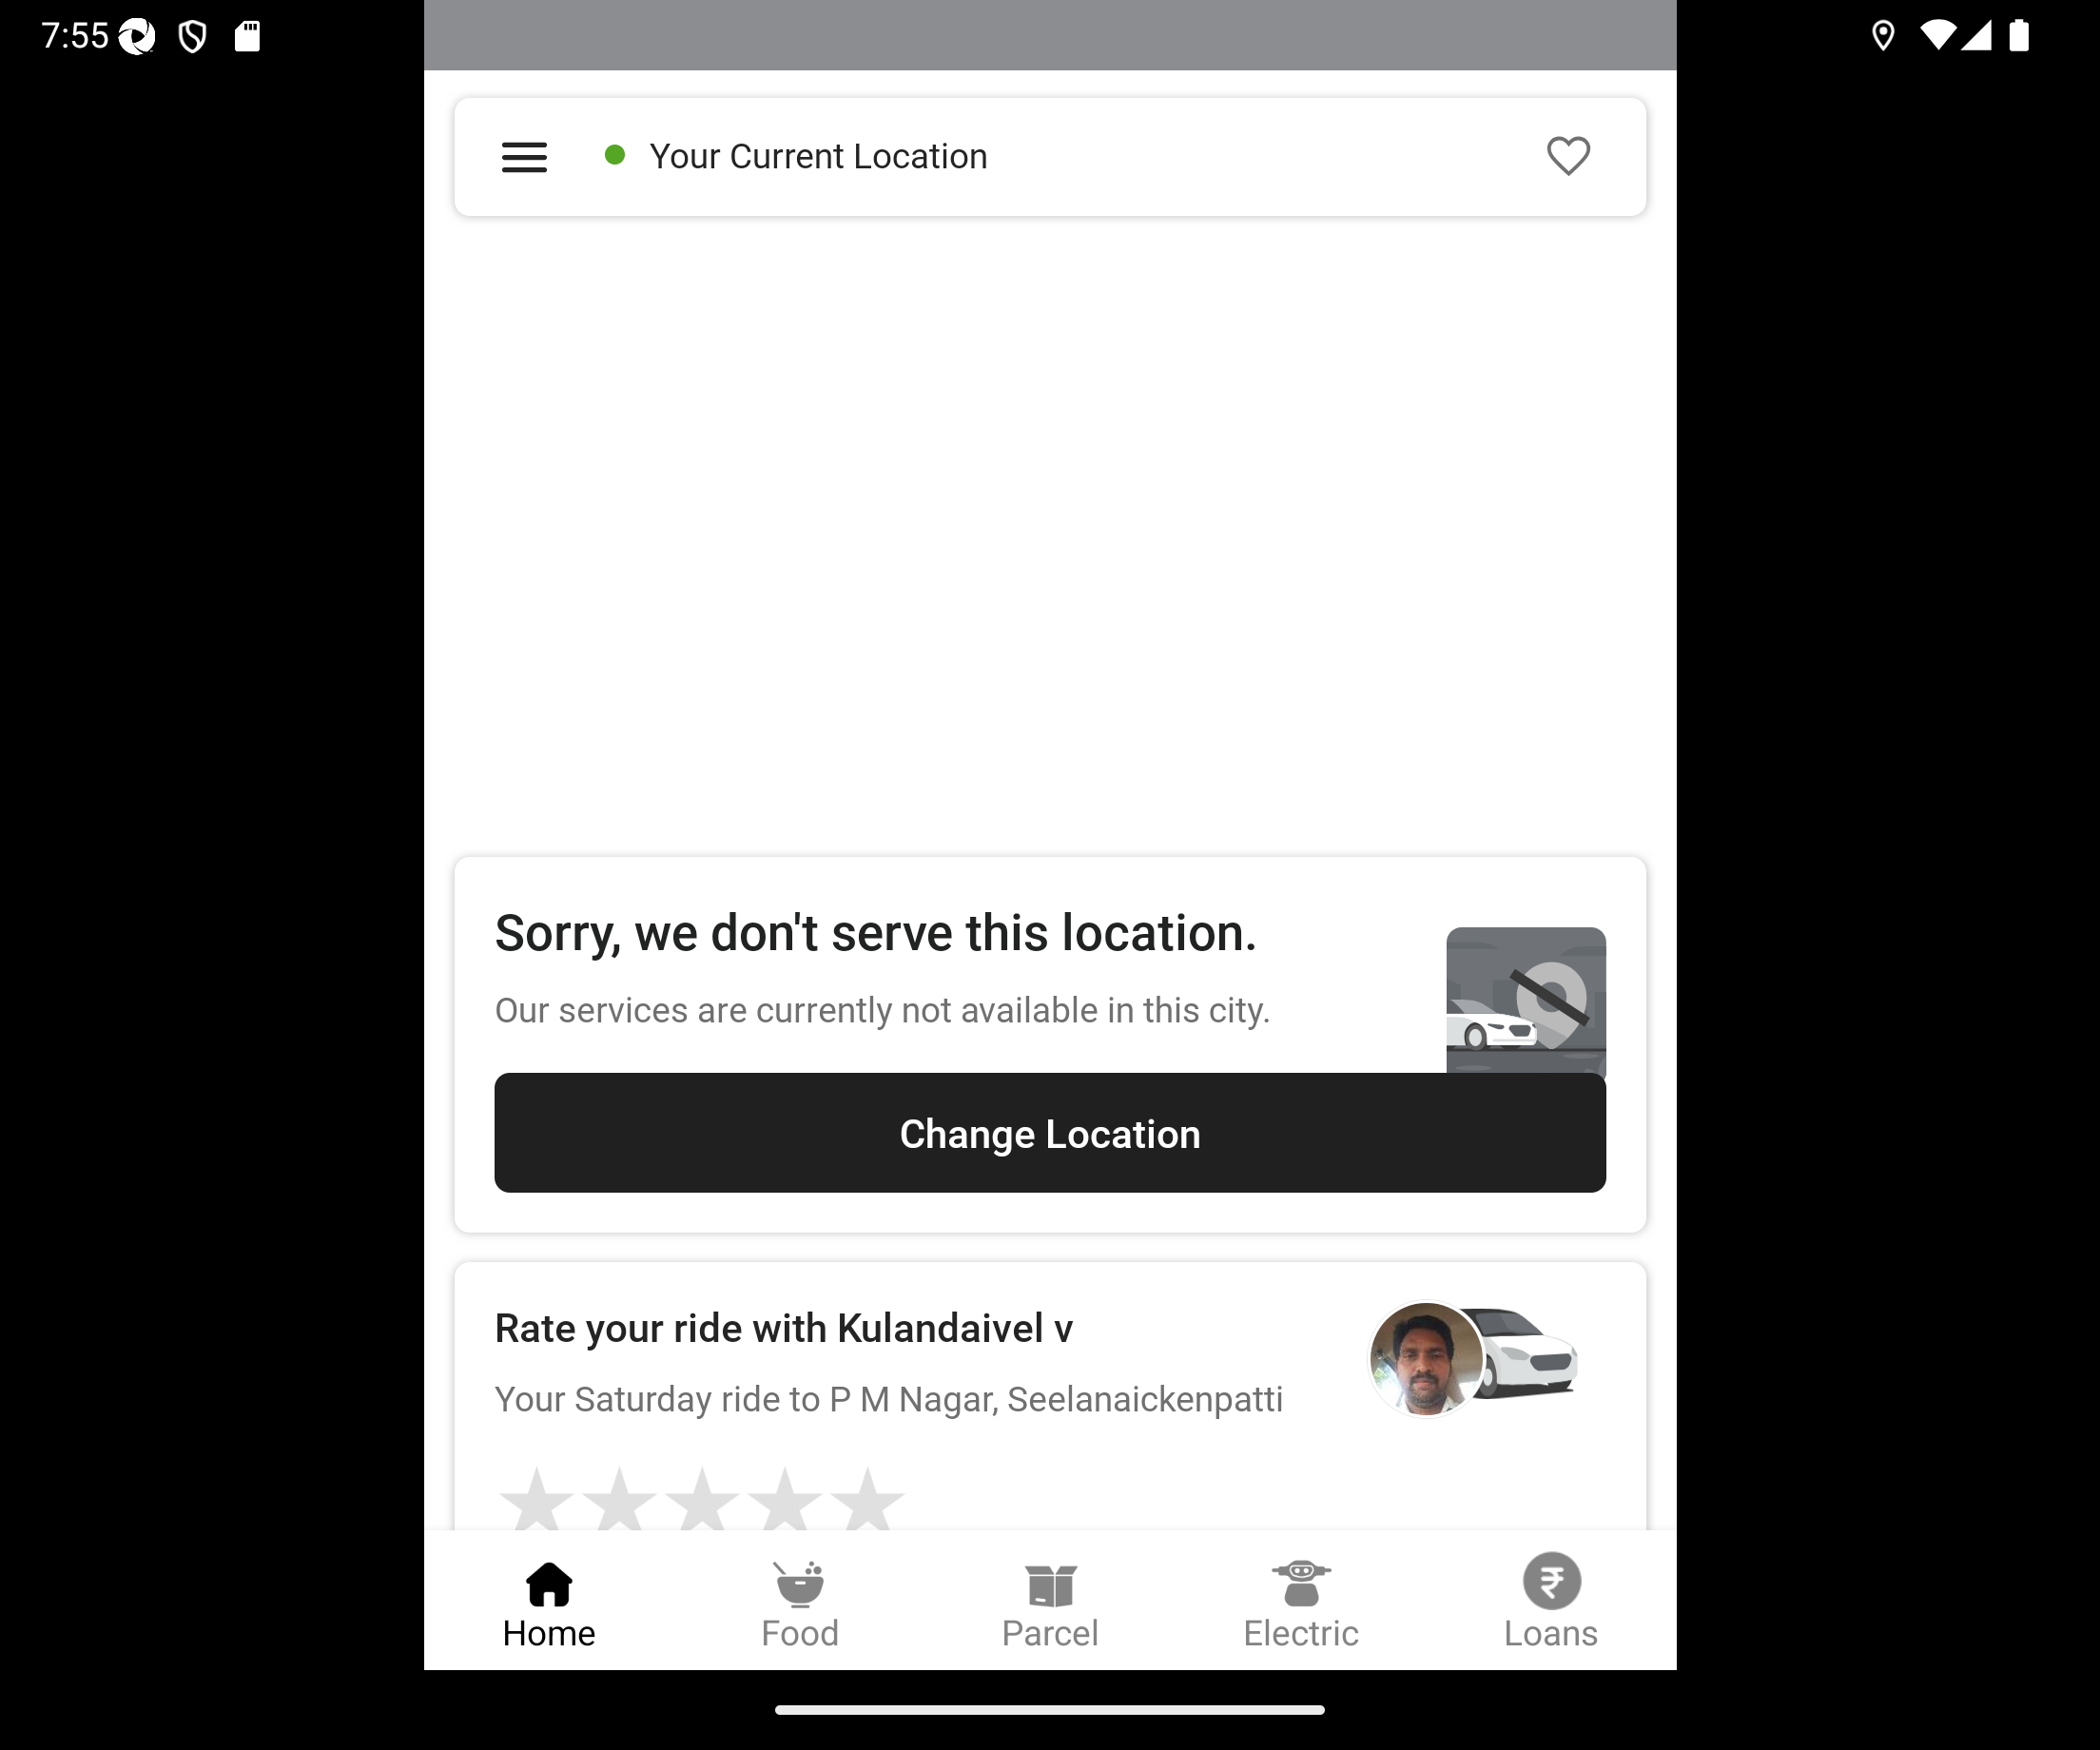 7:55
Your Current Location
Sorry, we don't serve this location.
Our services are currently not available in this city.
Change Location
Rate your ride with Kulandaivel v
Your Saturday ride to P M Nagar, Seelanaickenpatti
Home
Food
Parcel
Electric
Loans